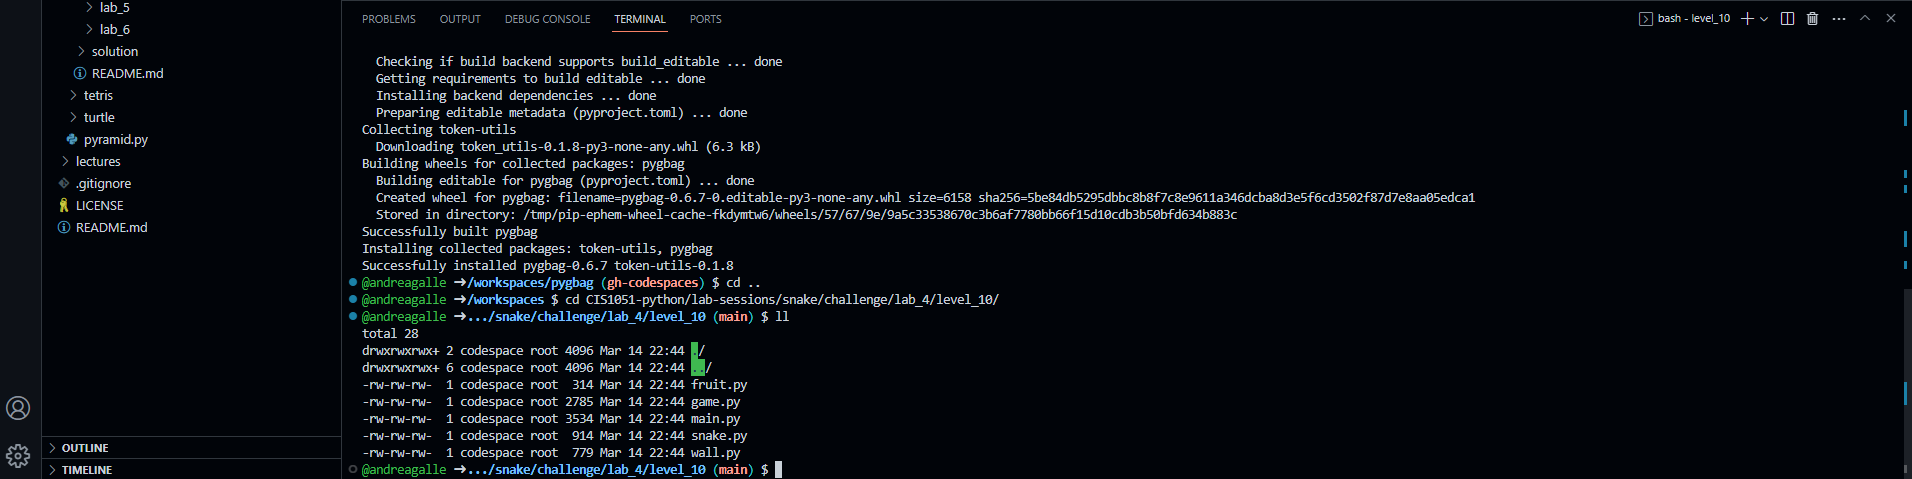 lab_5
lab_6
solution
README.md
tetris
turtle
pyramid.py
lectures
.gitignore
LICENSE
README.md
OUTLINE
TIMELINE
PROBLEMS OUTPUT DEBUG CONSOLE TERMINAL PORTS
bash - level_10
Checking if build backend supports build_editable ... done
Getting requirements to build editable ... done
Installing backend dependencies ... done
Preparing editable metadata (pyproject.toml) ... done
Collecting token-utils
Downloading token_utils-0.1.8-py3-none-any.whl (6.3 kB)
Building wheels for collected packages: pygbag
Building editable for pygbag (pyproject.toml) ... done
Created wheel for pygbag: filename=pygbag-0.6.7-0.editable-py3-none-any.whl size=6158 sha256=5be84db5295dbbc8b8f7c8e9611a346dcba8d3e5f6cd3502f87d7e8aa05edca1
Stored in directory: /tmp/pip-ephem-wheel-cache-fkdymtw6/wheels/57/67/9e/9a5c33538670c3b6af7780bb66f15d10cdb3b50bfd634b883c
Successfully built pygbag
Installing collected packages: token-utils, pygbag
Successfully installed pygbag-0.6.7 token-utils-0.1.8
@andreagalle ➜/workspaces/pygbag (gh-codespaces) $ cd ..
@andreagalle ➜/workspaces $ cd CIS1051-python/lab-sessions/snake/challenge/lab_4/level_10/
@andreagalle ➜.../snake/challenge/lab_4/level_10 (main) $ ll
total 28
drwxrwxrwx+ 2 codespace root 4096 Mar 14 22:44 ./
drwxrwxrwx+ 6 codespace root 4096 Mar 14 22:44 ../
-rw-rw-rw- 1 codespace root 314 Mar 14 22:44 fruit.py
-rw-rw-rw- 1 codespace root 2785 Mar 14 22:44 game.py
-rw-rw-rw- 1 codespace root 3534 Mar 14 22:44 main.py
-rw-rw-rw- 1 codespace root 914 Mar 14 22:44 snake.py
-rw-rw-rw- 1 codespace root 779 Mar 14 22:44 wall.py
@andreagalle ➜.../snake/challenge/lab_4/level_10 (main) $